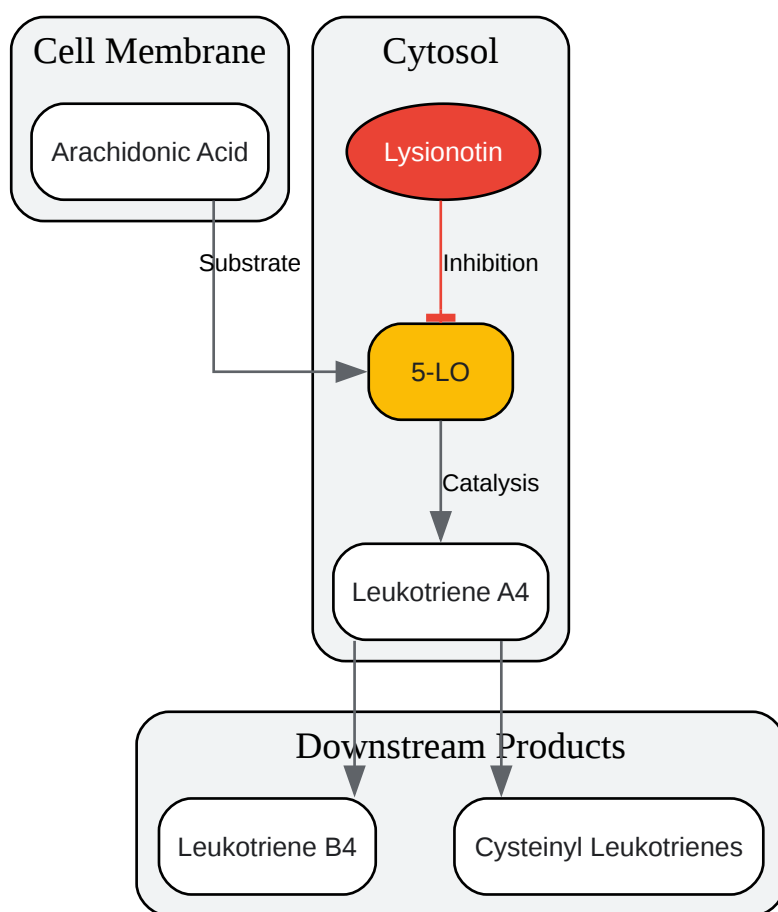 Cell Membrane
Cytosol
Arachidonic Acid
Lysionotin
Substrate
Inhibition
5-LO
Catalysis
Leukotriene A4
Downstream Products
Leukotriene B4
Cysteinyl Leukotrienes